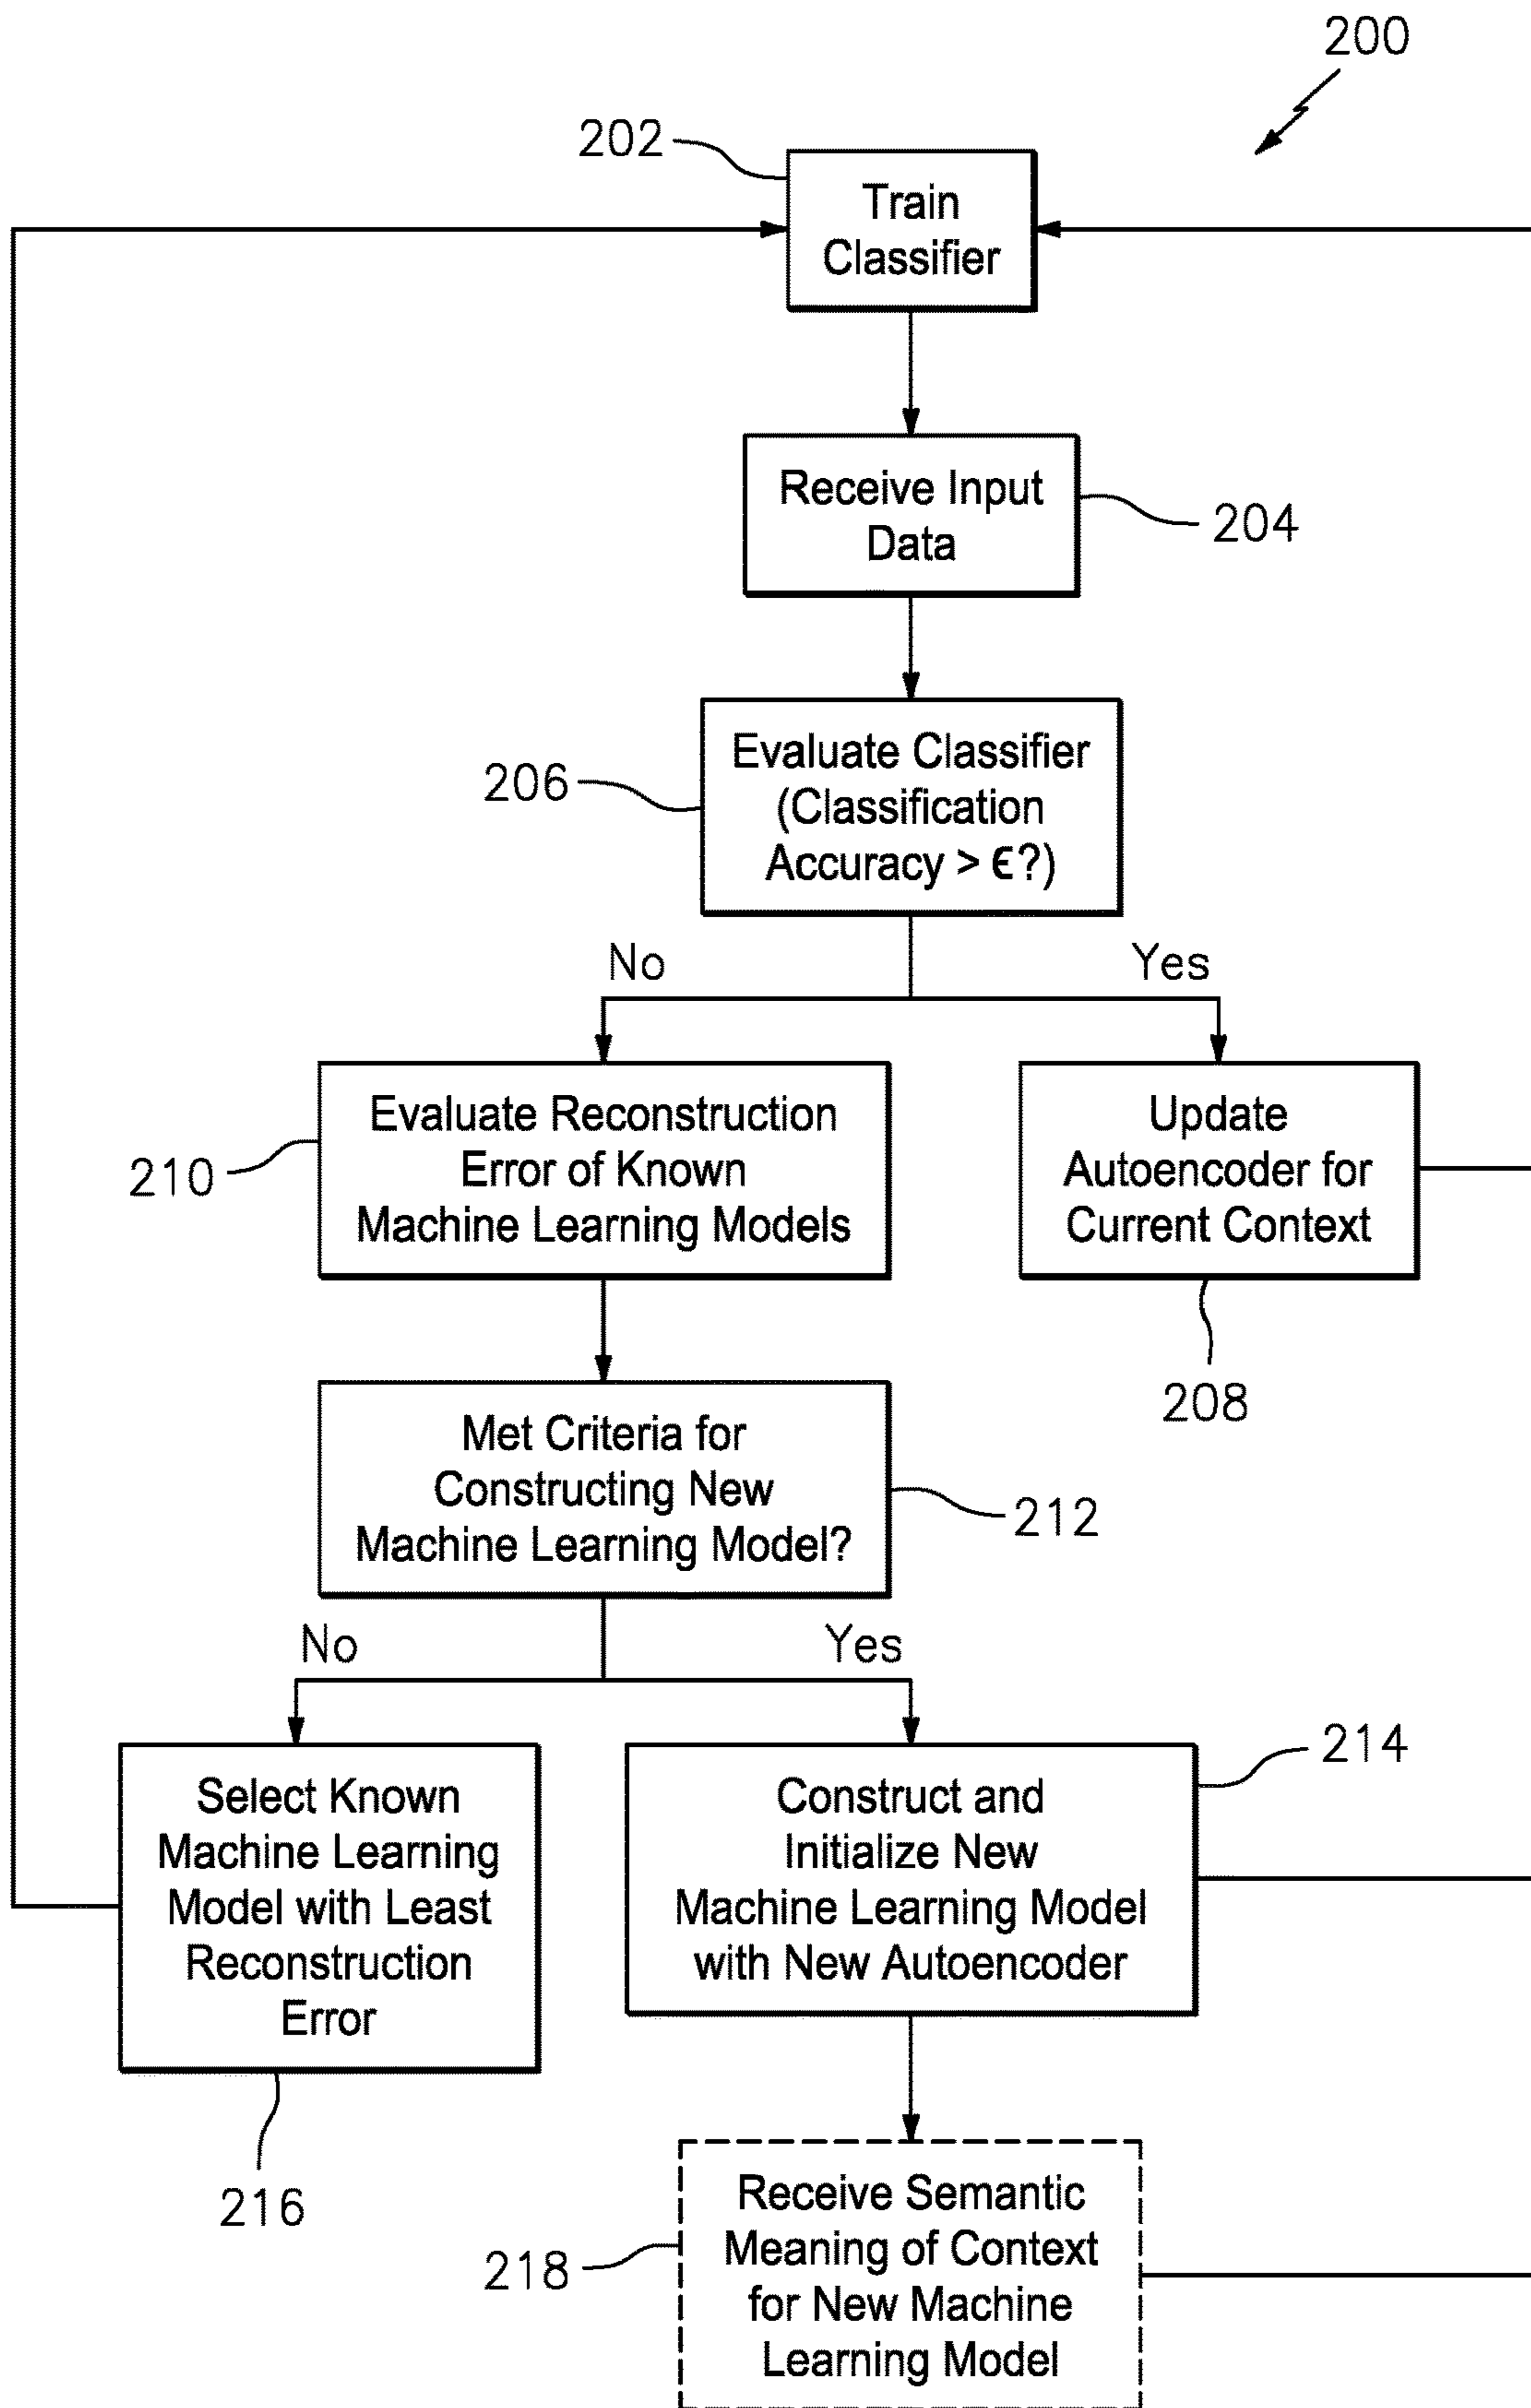 200
202
Train
Classifier
Receive Input
Data
204
206
Evaluate Classifier
(Classification
Accuracy > ϵ?)
No
Yes
210
Evaluate Reconstruction
Error of Known
Machine Learning Models
Update
Autoencoder for
Current Context
208
Met Criteria for
Constructing New
Machine Learning Model?
212
No
Yes
Select Known
Machine Learning
Model with Least
Reconstruction
Error
216
Construct and
Initialize New
Machine Learning Model
with New Autoencoder
214
218
Receive Semantic
Meaning of Context
for New Machine
Learning Model